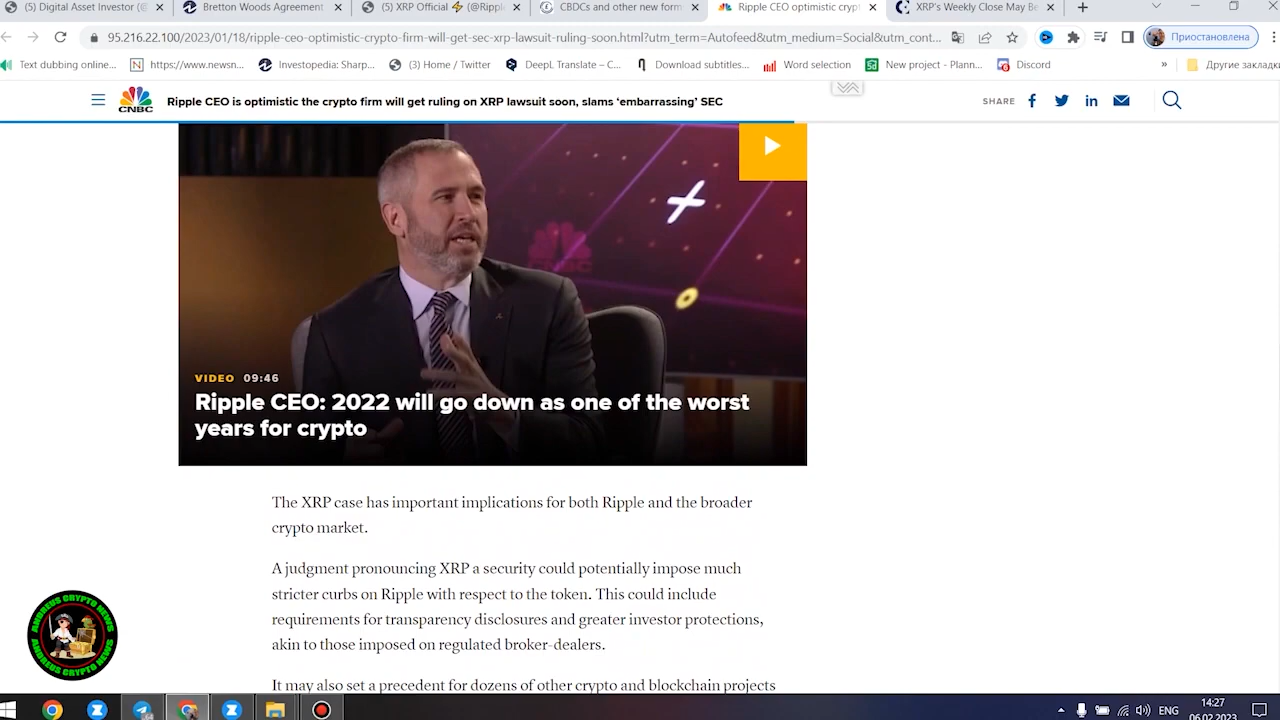 (5) Digital Asset Investor (@
Bretton Woods Agreement
(5) XRP Official ⚡ (@Ripple
CBDCs and other new form
Ripple CEO optimistic crypt
XRP's Weekly Close May Be
95.216.22.100/2023/01/18/ripple-ceo-optimistic-crypto-firm-will-get-sec-xrp-lawsuit-ruling-soon.html?utm_term=Autofeed&utm_medium=Social&utm_cont...
Приостановлена
Text dubbing online...
https://www.newsn...
Investopedia: Sharp...
(3) Home / Twitter
DeepL Translate – C...
Download subtitles...
Word selection
New project - Plann...
Discord
Другие закладки
CNBC
Ripple CEO is optimistic the crypto firm will get ruling on XRP lawsuit soon, slams ‘embarrassing’ SEC
SHARE
VIDEO 09:46
Ripple CEO: 2022 will go down as one of the worst
years for crypto
The XRP case has important implications for both Ripple and the broader
crypto market.
A judgment pronouncing XRP a security could potentially impose much
stricter curbs on Ripple with respect to the token. This could include
requirements for transparency disclosures and greater investor protections,
akin to those imposed on regulated broker-dealers.
It may also set a precedent for dozens of other crypto and blockchain projects
ANDREUS CRYPTO NEWS
ANDREUS CRYPTO NEWS
ENG
14:27
06.02.2023